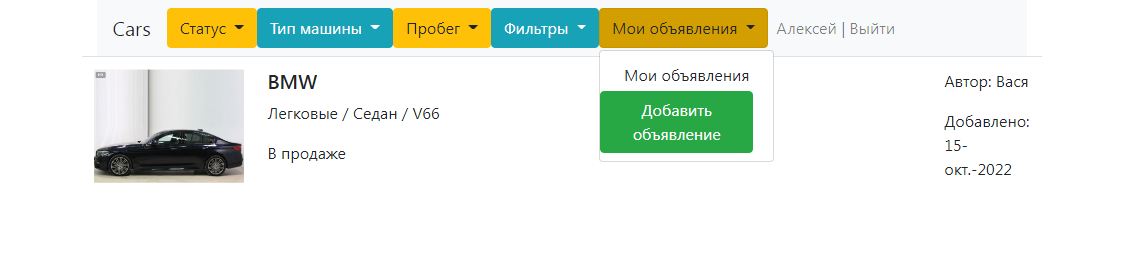 Cars Статус Тип машины Пробег Фильтры Мои объявления Алексей | Выйти
Мои объявления
Добавить
объявление
BMW
Легковые / Седан / V66
В продаже
Автор: Вася
Добавлено:
15-
окт.-2022